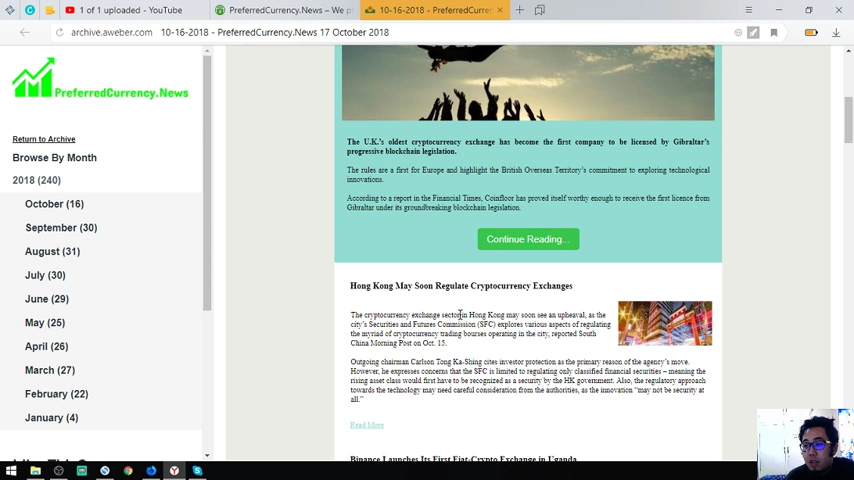 1 of 1 uploaded - YouTube
PreferredCurrency.News – We p
10-16-2018 - PreferredCurren
archive.aweber.com 10-16-2018 - PreferredCurrency.News 17 October 2018
PreferredCurrency.News
Return to Archive
Browse By Month
2018 (240)
October (16)
September (30)
August (31)
July (30)
June (29)
May (25)
April (26)
March (27)
February (22)
January (4)
The U.K.'s oldest cryptocurrency exchange has become the first company to be licensed by Gibraltar's
progressive blockchain legislation.
The rules are a first for Europe and highlight the British Overseas Territory's commitment to exploring technological
innovations.
According to a report in the Financial Times, Coinfloor has proved itself worthy enough to receive the first licence from
Gibraltar under its groundbreaking blockchain legislation.
Continue Reading...
Hong Kong May Soon Regulate Cryptocurrency Exchanges
The cryptocurrency exchange sector in Hong Kong may soon see an upheaval, as the
city's Securities and Futures Commission (SFC) explores various aspects of regulating
the myriad of cryptocurrency trading bourses operating in the city, reported South
China Morning Post on Oct. 15.
Outgoing chairman Carlson Tong Ka-Shing cites investor protection as the primary reason of the agency's move.
However, he expresses concerns that the SFC is limited to regulating only classified financial securities – meaning the
rising asset class would first have to be recognized as a security by the HK government. Also, the regulatory approach
towards the technology may need careful consideration from the authorities, as the innovation "may not be security at
all."
Read More
Binance Launches Its First Fiat-Crypto Exchange in Uganda